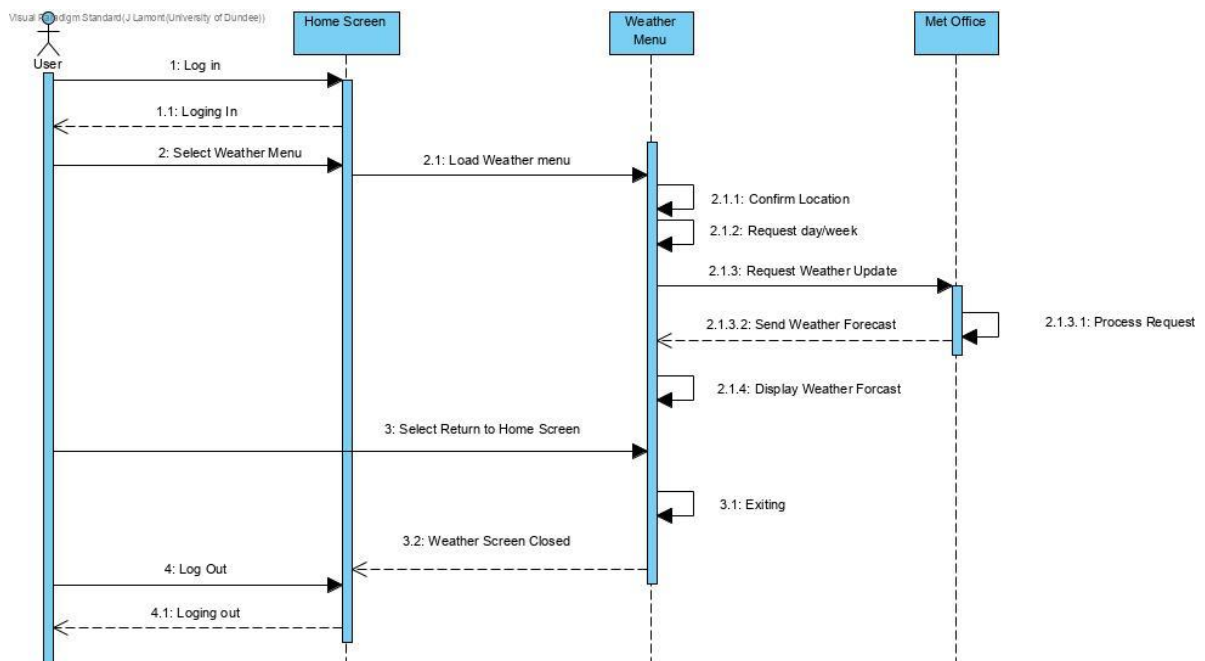 Visual Paradigm Standard(J Lamont(University of Dundee))
Home Screen
Weather
Menu
Met Office
User
1: Log in
1.1: Loging In
2: Select Weather Menu
2.1: Load Weather menu
2.1.1: Confirm Location
2.1.2: Request day/week
2.1.3: Request Weather Update
2.1.3.1: Process Request
2.1.3.2: Send Weather Forecast
2.1.4: Display Weather Forcast
3: Select Return to Home Screen
3.1: Exiting
3.2: Weather Screen Closed
4: Log Out
4.1: Loging out